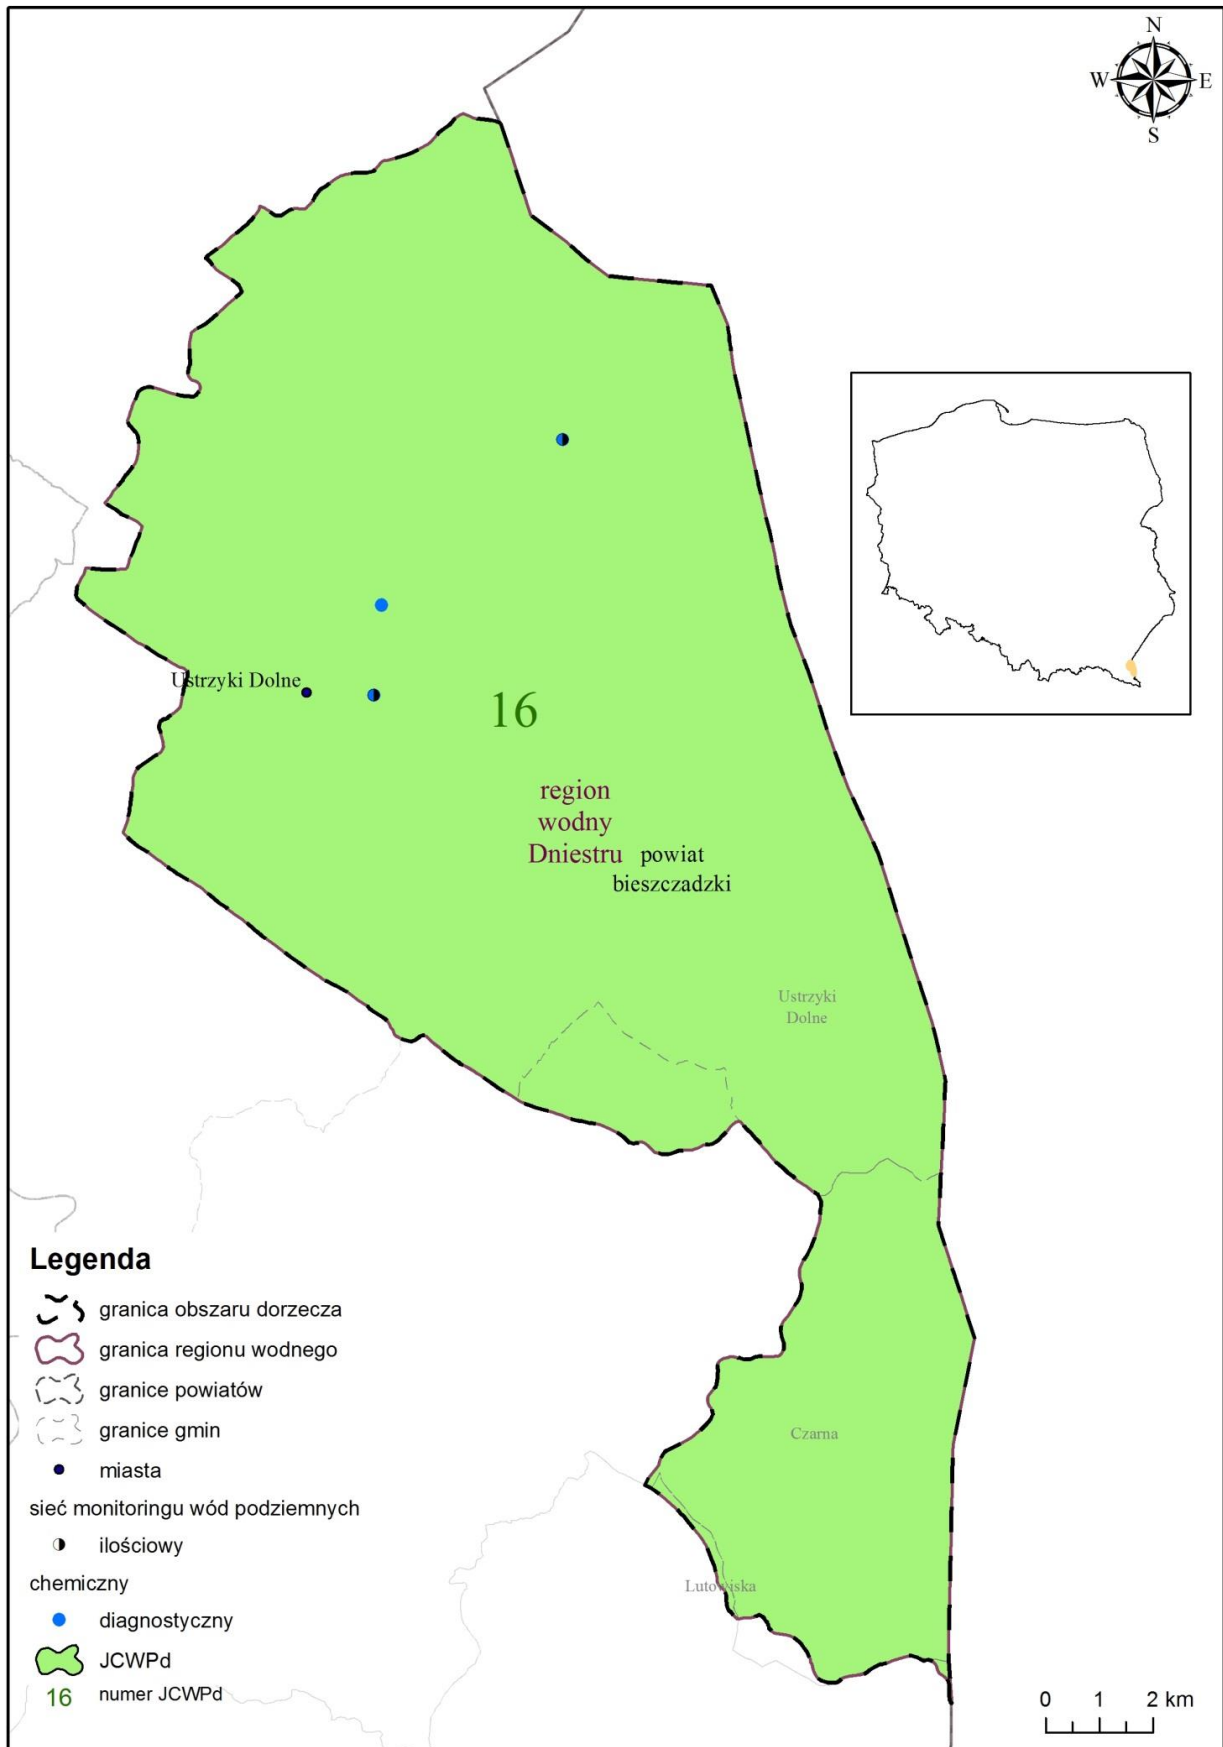 N
W
E
S
Ustrzyki Dolne
16
region
wodny
Dniestru
powiat
bieszczadzki
Ustrzyki
Dolne
Czarna
Lutowiska
Legenda
granica obszaru dorzecza
granica regionu wodnego
granice powiatów
granice gmin
miasta
sieć monitoringu wód podziemnych
ilościowy
chemiczny
diagnostyczny
JCWPd
16 numer JCWPd
0 1 2 km